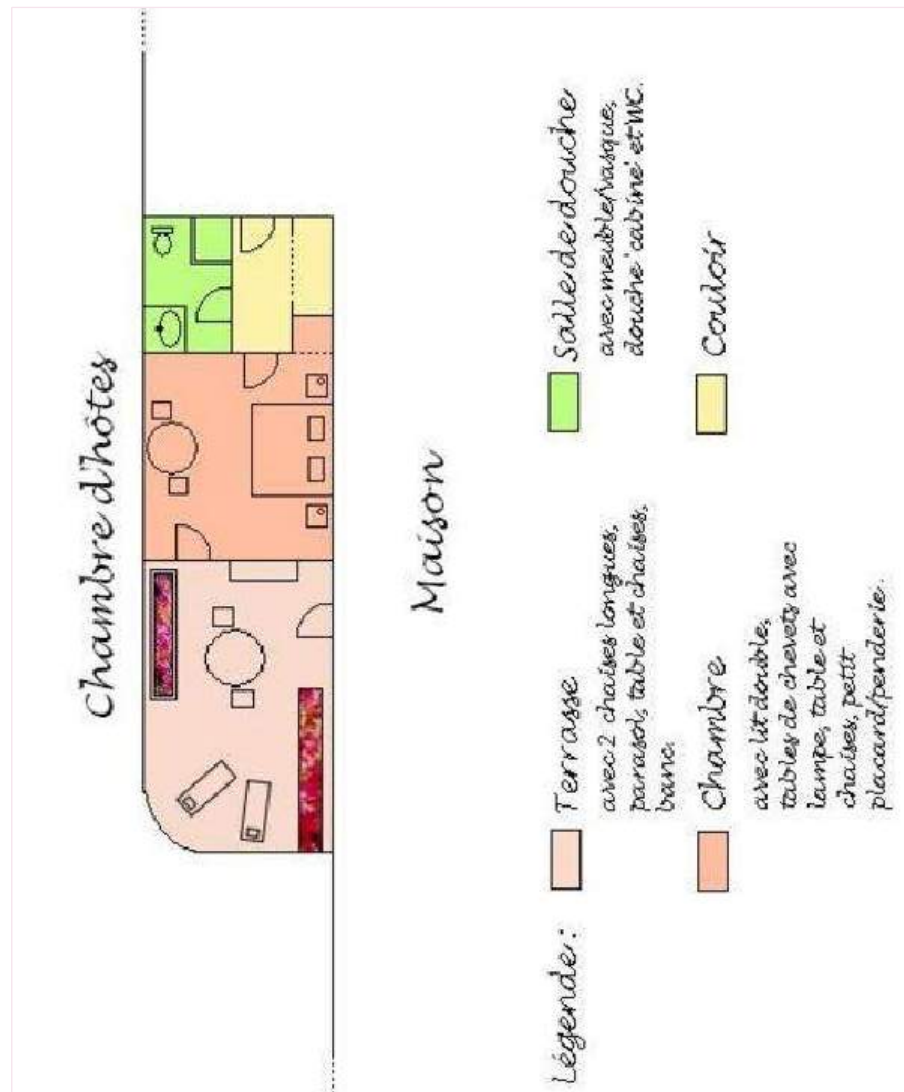 Chambre d'hôtes
Maison
Légende :
Terrasse
avec 2 chaises longues,
parasol, table et chaises,
banc.
Chambre
avec lit double,
tables de chevets avec
lampe, table et
chaises, petit
placard/penderie.
Salle de douche
avec meuble/vasque,
douche 'cabine' et WC.
Couloir